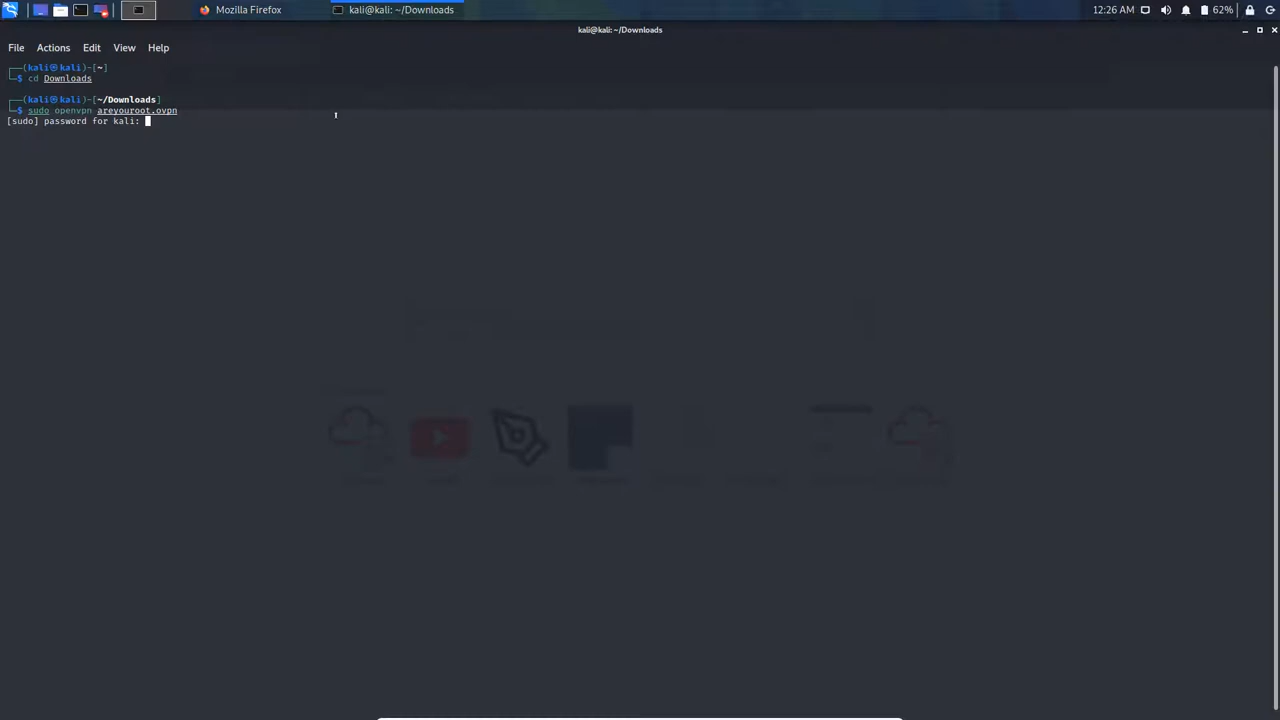 Mozilla Firefox
kali@kali: ~/Downloads
12:26 AM
62%
kali@kali: ~/Downloads
File Actions Edit View Help
┌──(kali㉿kali)-[~]
└─$ cd Downloads
┌──(kali㉿kali)-[~/Downloads]
└─$ sudo openvpn areyouroot.ovpn
[sudo] password for kali: